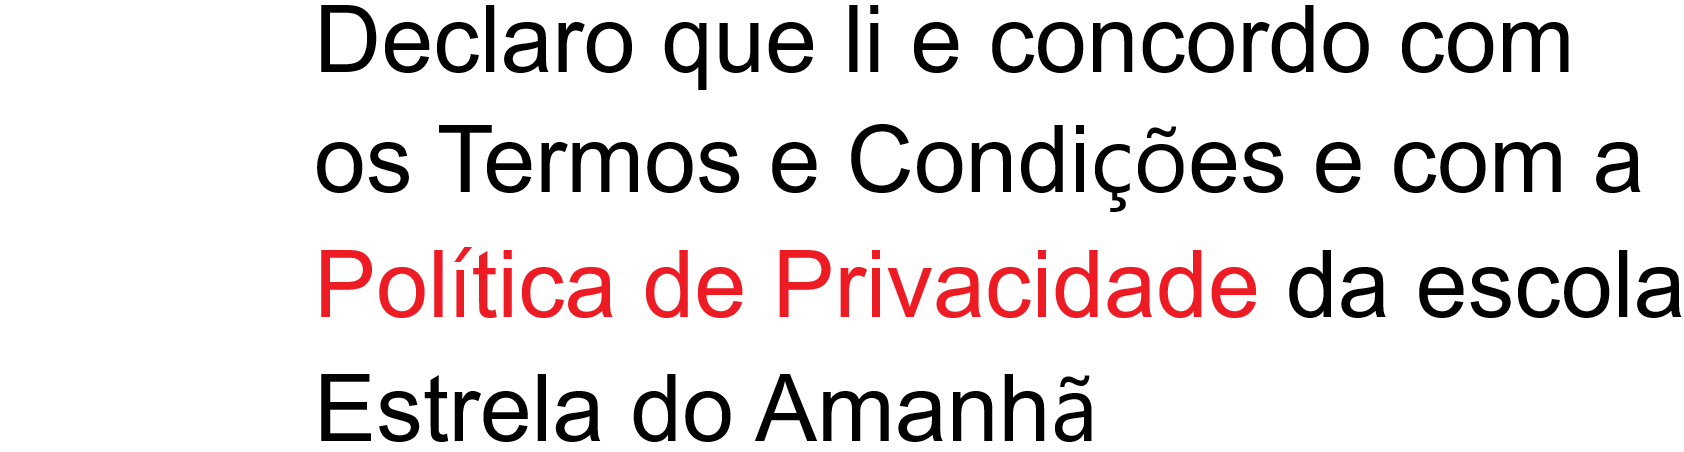 Declaro que li e concordo com
os Termos e Condições e com a
Política de Privacidade da escola
Estrela do Amanhã